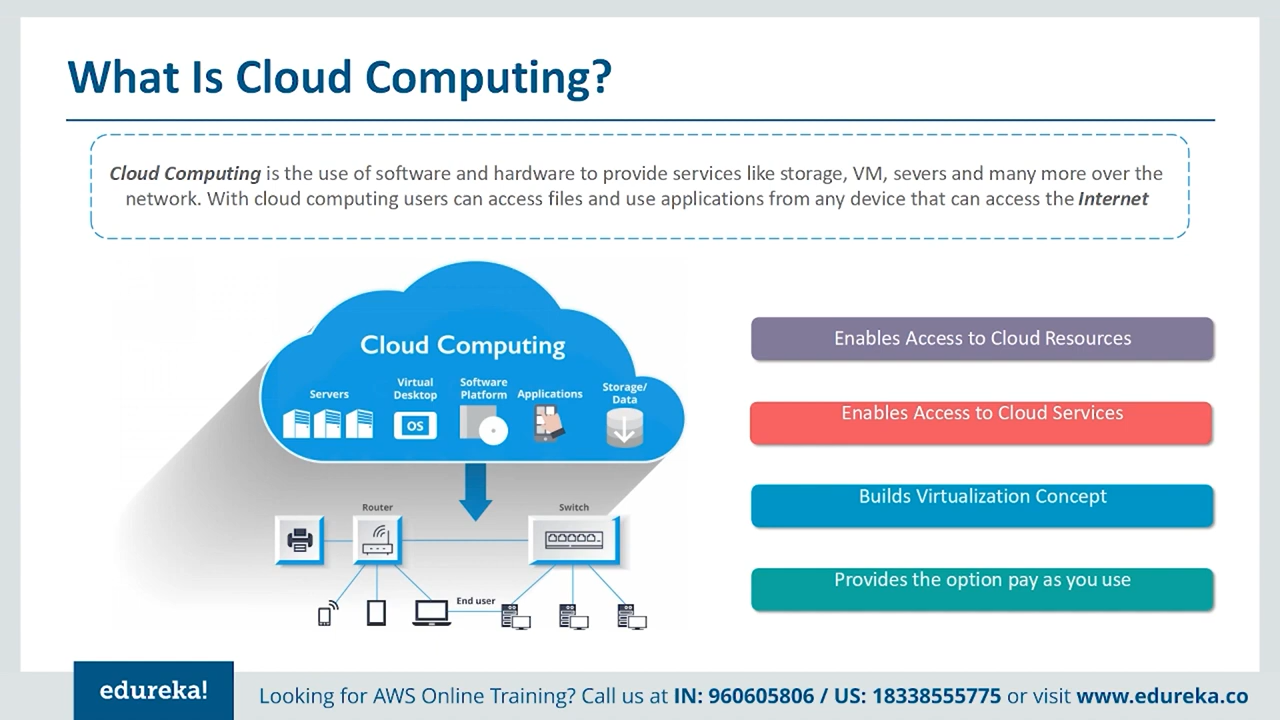 What Is Cloud Computing?
Cloud Computing is the use of software and hardware to provide services like storage, VM, severs and many more over the
network. With cloud computing users can access files and use applications from any device that can access the Internet
Cloud Computing
Servers
Virtual
Desktop
Software
Platform
Applications
Storage/
Data
OS
Router
Switch
End user
Enables Access to Cloud Resources
Enables Access to Cloud Services
Builds Virtualization Concept
Provides the option pay as you use
edureka!
Looking for AWS Online Training? Call us at IN: 960605806 / US: 18338555775 or visit www.edureka.co